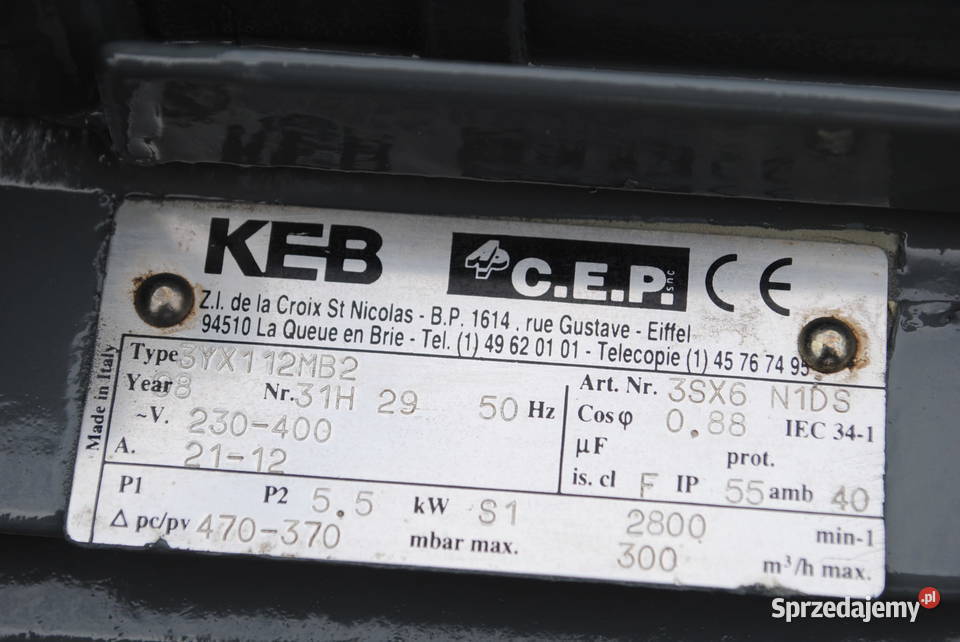 KEB C.E.P. snc CE
Z.I. de la Croix St Nicolas - B.P. 1614 , rue Gustave - Eiffel
94510 La Queue en Brie - Tel. (1) 49 62 01 01 - Telecopie (1) 45 76 74 95
Made in Italy
Type 3YX112MB2
Year 98 Nr. 31H 29 50 Hz
~V. 230-400
A. 21-12
Art. Nr. 3SX6 N1DS
Cos φ 0.88 IEC 34-1
μF prot.
is. cl F IP 55 amb 40
P1 P2 5.5 kW S1 2800 min-1
Δ pc/pv 470-370 mbar max. 300 m³/h max.
Sprzedajemy.pl